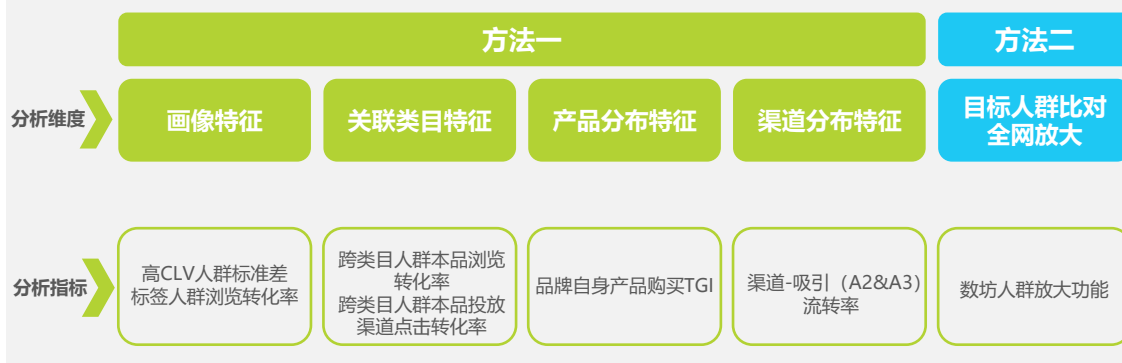 方法一
方法二
分析维度
画像特征
关联类目特征
产品分布特征
渠道分布特征
目标人群比对
全网放大
分析指标
高CLV人群标准差
标签人群浏览转化率
跨类目人群本品浏览
转化率
跨类目人群本品投放
渠道点击转化率
品牌自身产品购买TGI
渠道-吸引（A2&A3）
流转率
数坊人群放大功能